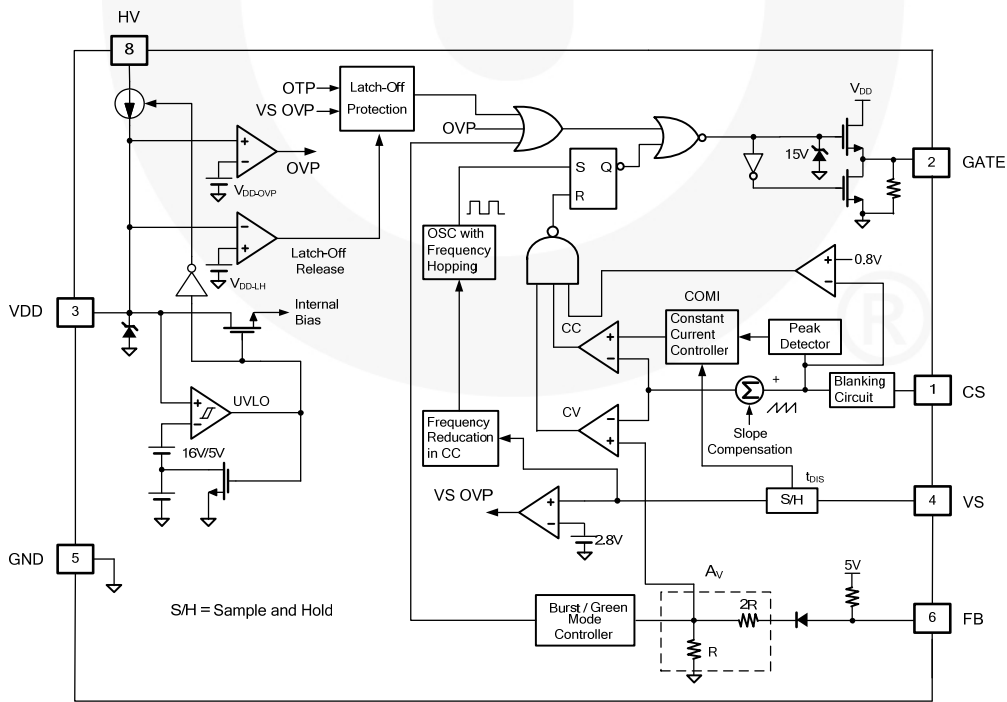 HV
8
OTP
VS OVP
Latch-Off
Protection
OVP
VDD
15V
2
GATE
OVP
VDD-OVP
S
Q
R
OSC with
Frequency
Hopping
Latch-Off
Release
VDD-LH
0.8V
VDD
3
Internal
Bias
COMI
CC
Constant
Current
Controller
Peak
Detector
®
Σ
+
Blanking
Circuit
1
CS
UVLO
16V/5V
Frequency
Reducation
in CC
CV
Slope
Compensation
tDIS
S/H
4
VS
VS OVP
2.8V
GND
5
S/H = Sample and Hold
AV
5V
Burst / Green
Mode
Controller
2R
R
6
FB